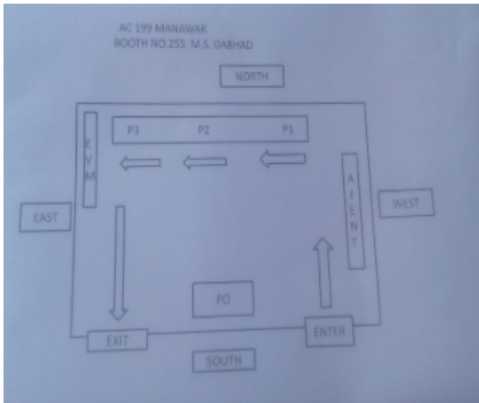 AC 199 MANAWAR
BOOTH NO.255 M.S. DABHAD
NORTH
P3 P2 P1
EVM
AJENT
EAST
WEST
PO
EXIT
ENTER
SOUTH